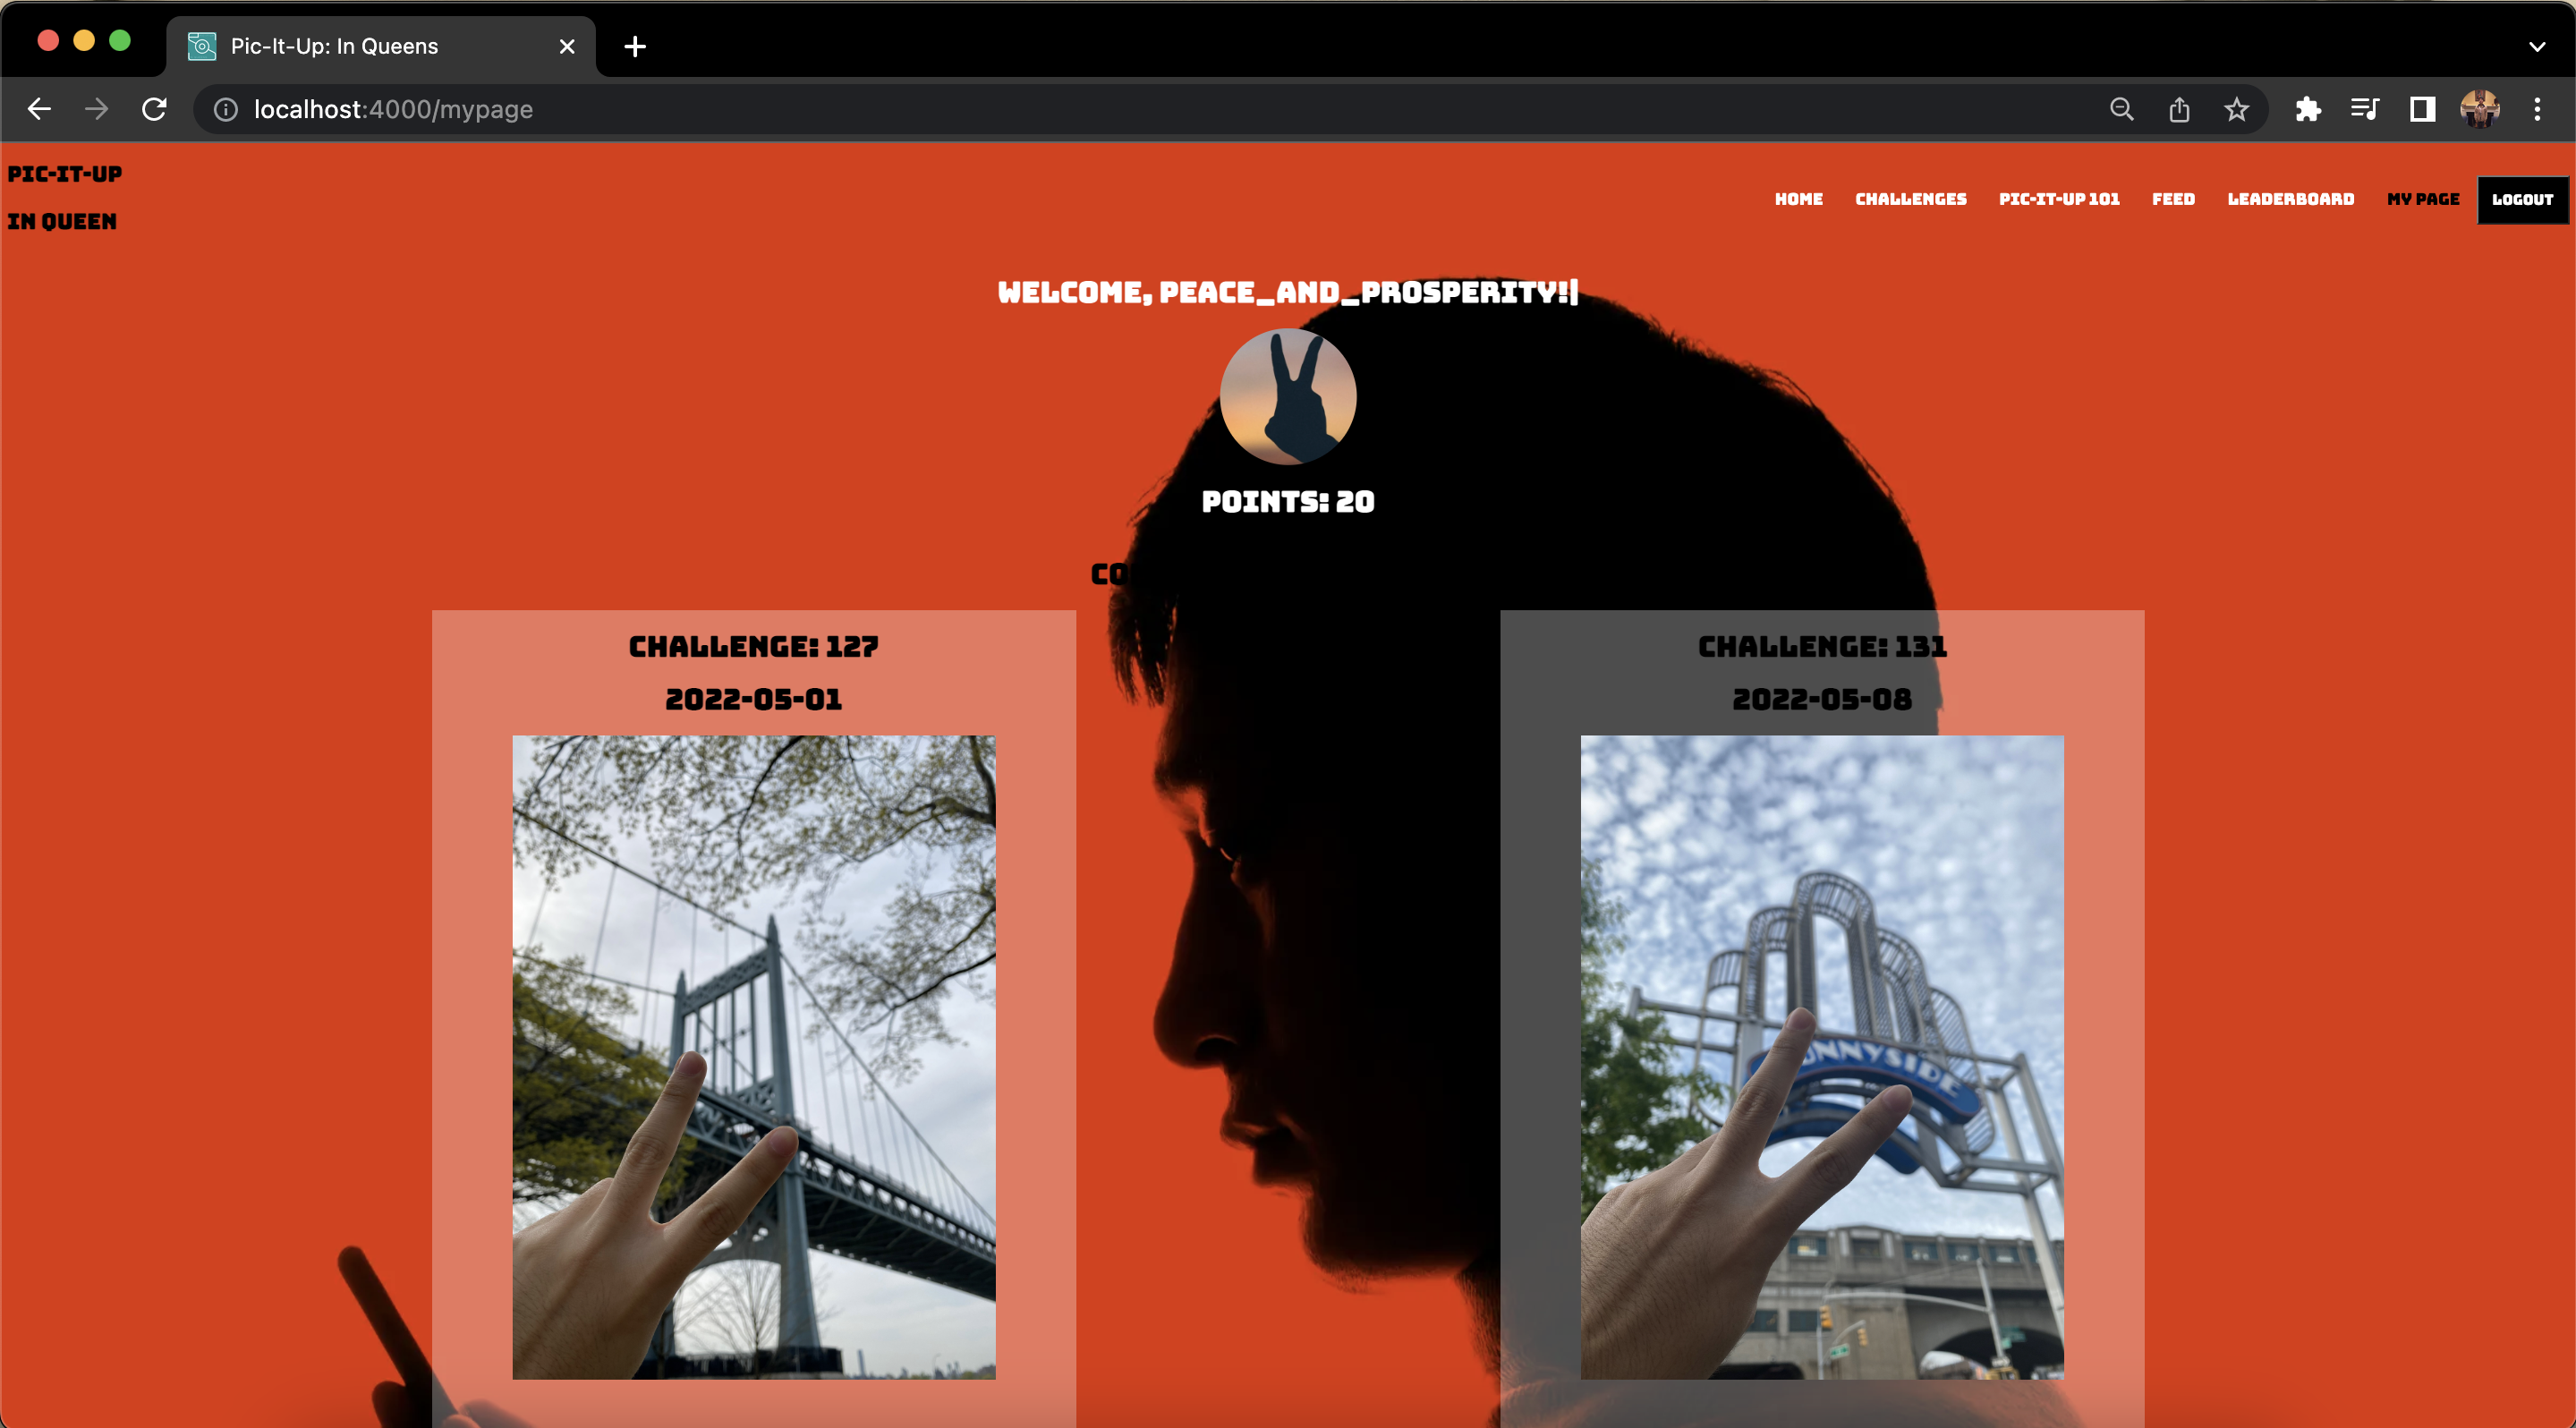 Pic-It-Up: In Queens
localhost:4000/mypage
PIC-IT-UP
IN QUEEN
HOME CHALLENGES PIC-IT-UP 101 FEED LEADERBOARD MY PAGE LOGOUT
WELCOME, PEACE_AND_PROSPERITY!|
POINTS: 20
CO
CHALLENGE: 127
2022-05-01
CHALLENGE: 131
2022-05-08
UNNYSIDE